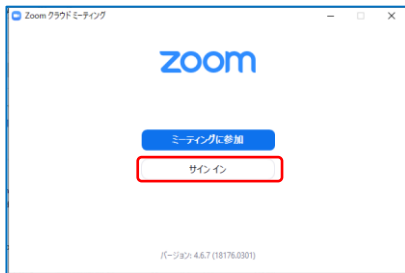 Zoom クラウド ミーティング
zoom
ミーティングに参加
サイン イン
バージョン: 4.6.7 (18176.0301)